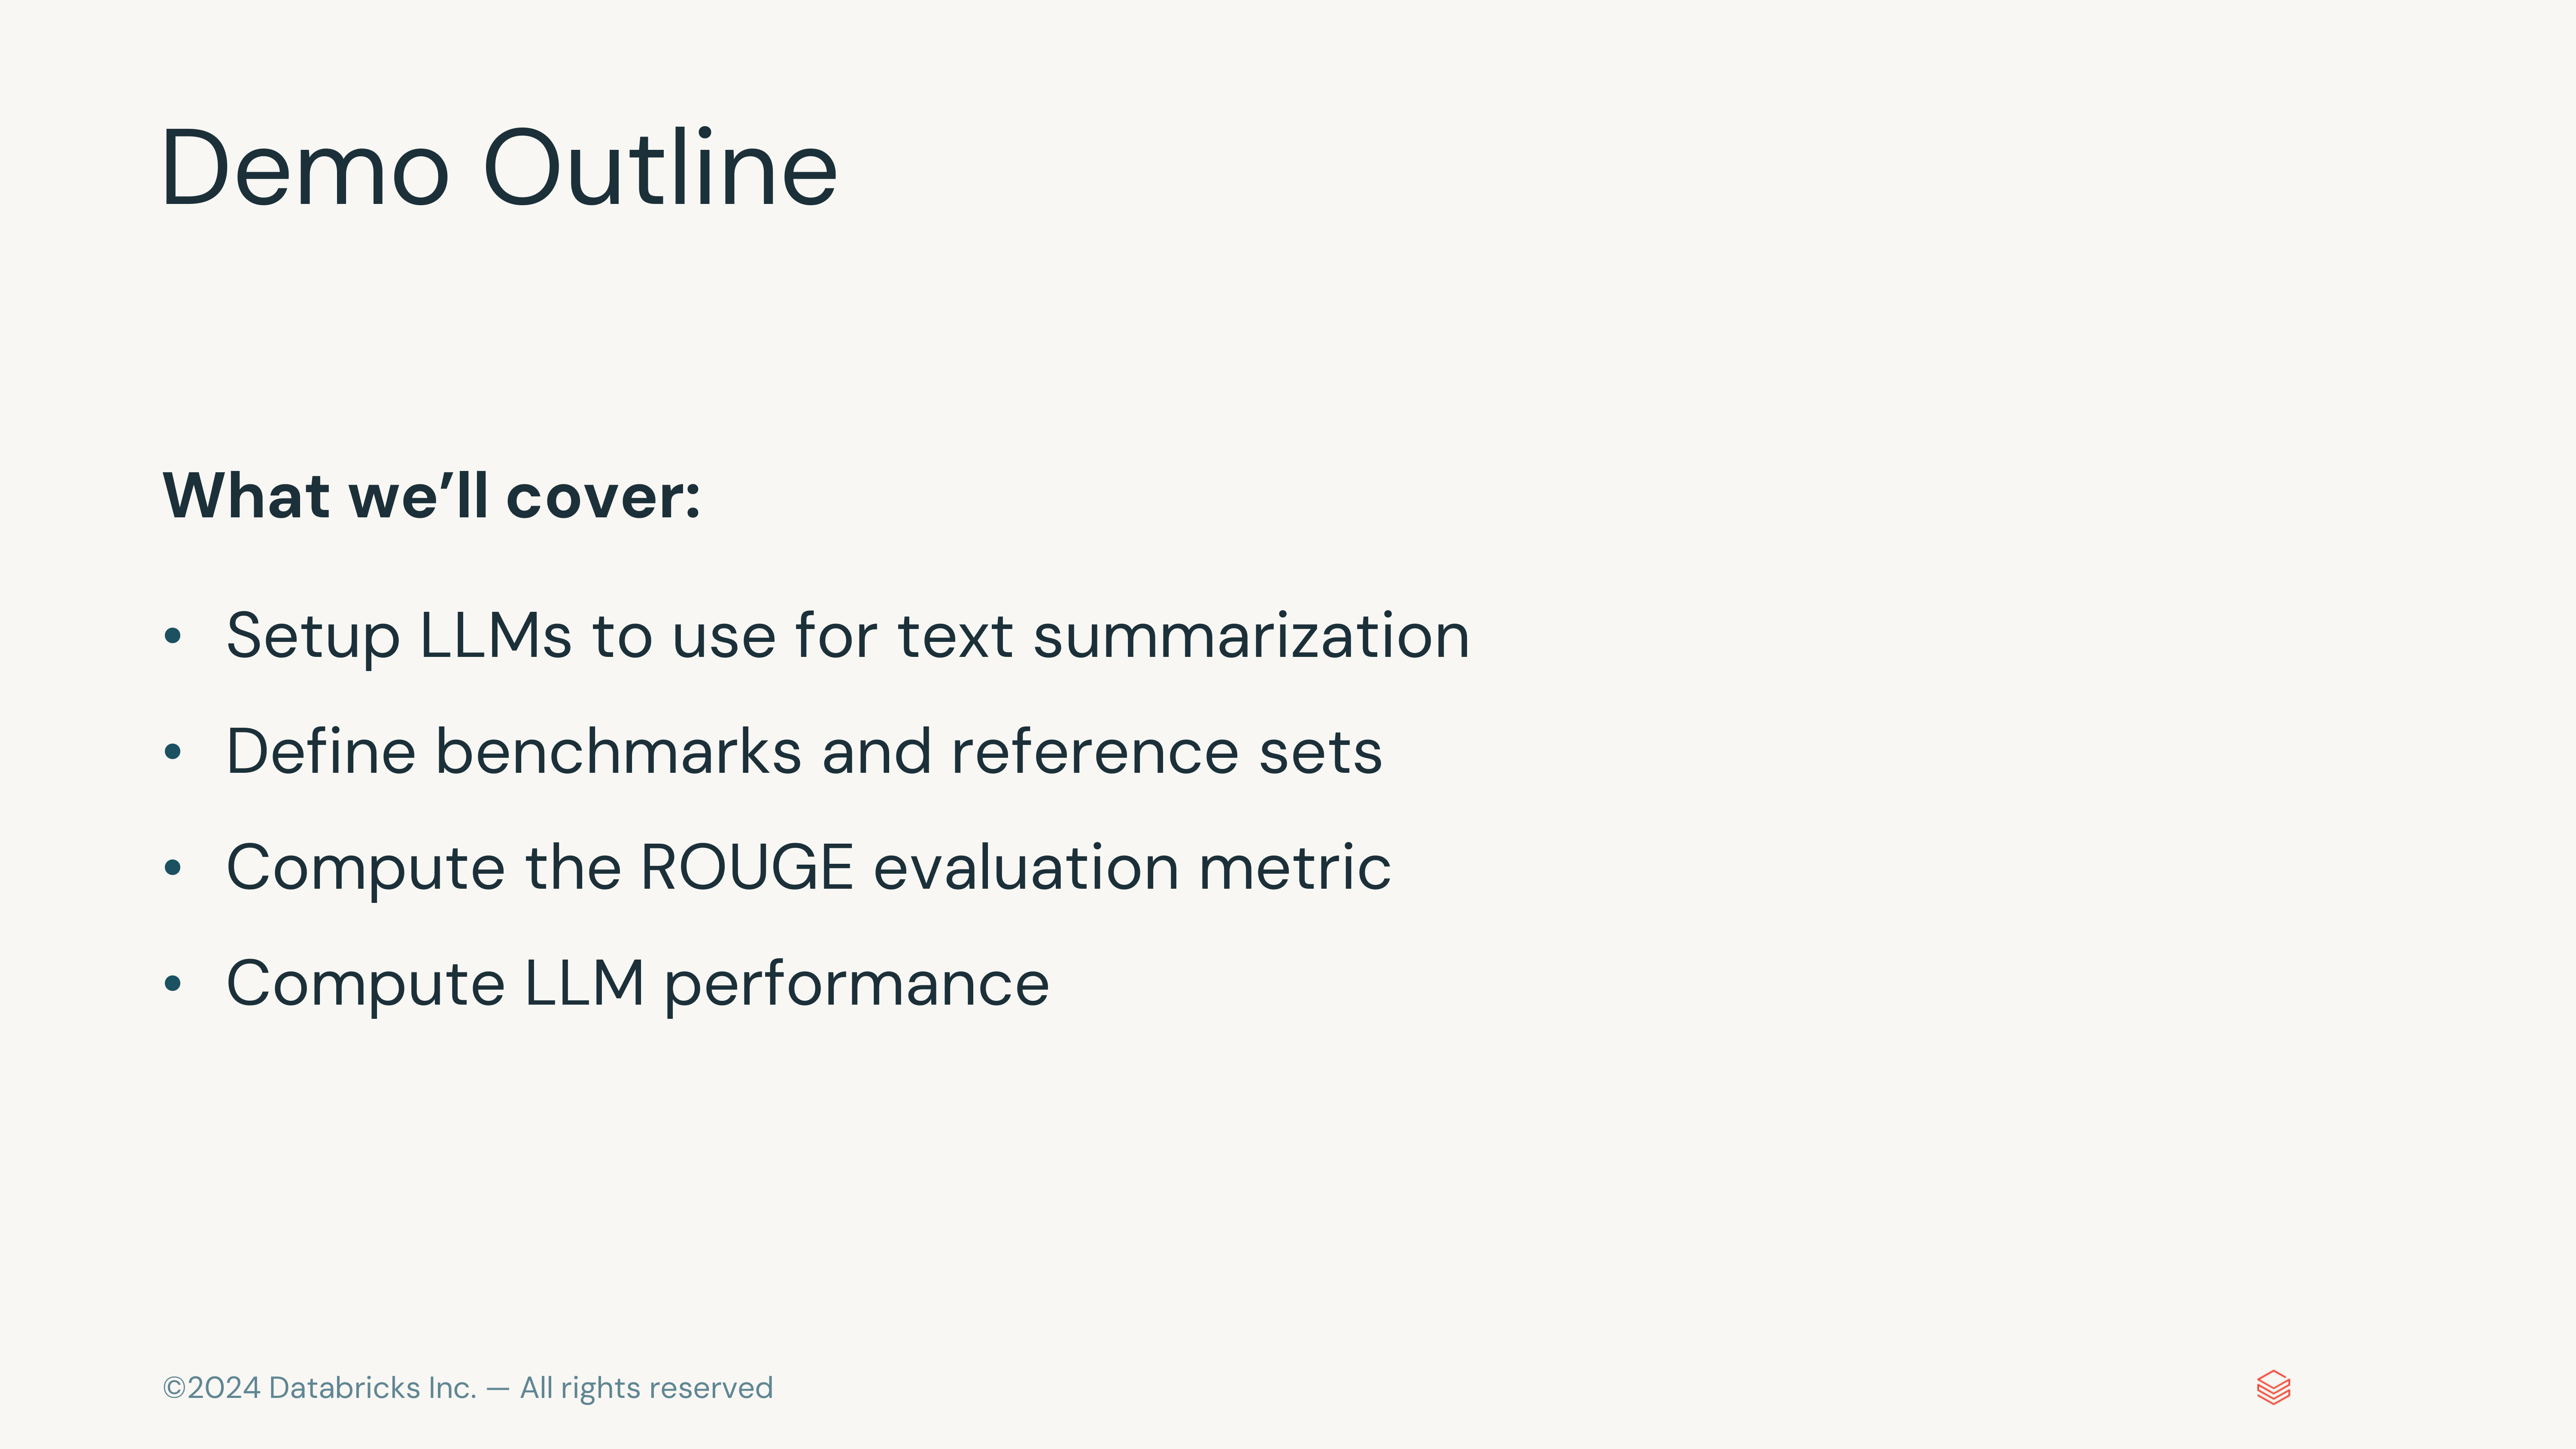 Demo Outline
What we’ll cover:
• Setup LLMs to use for text summarization
• Define benchmarks and reference sets
• Compute the ROUGE evaluation metric
• Compute LLM performance
©2024 Databricks Inc. — All rights reserved